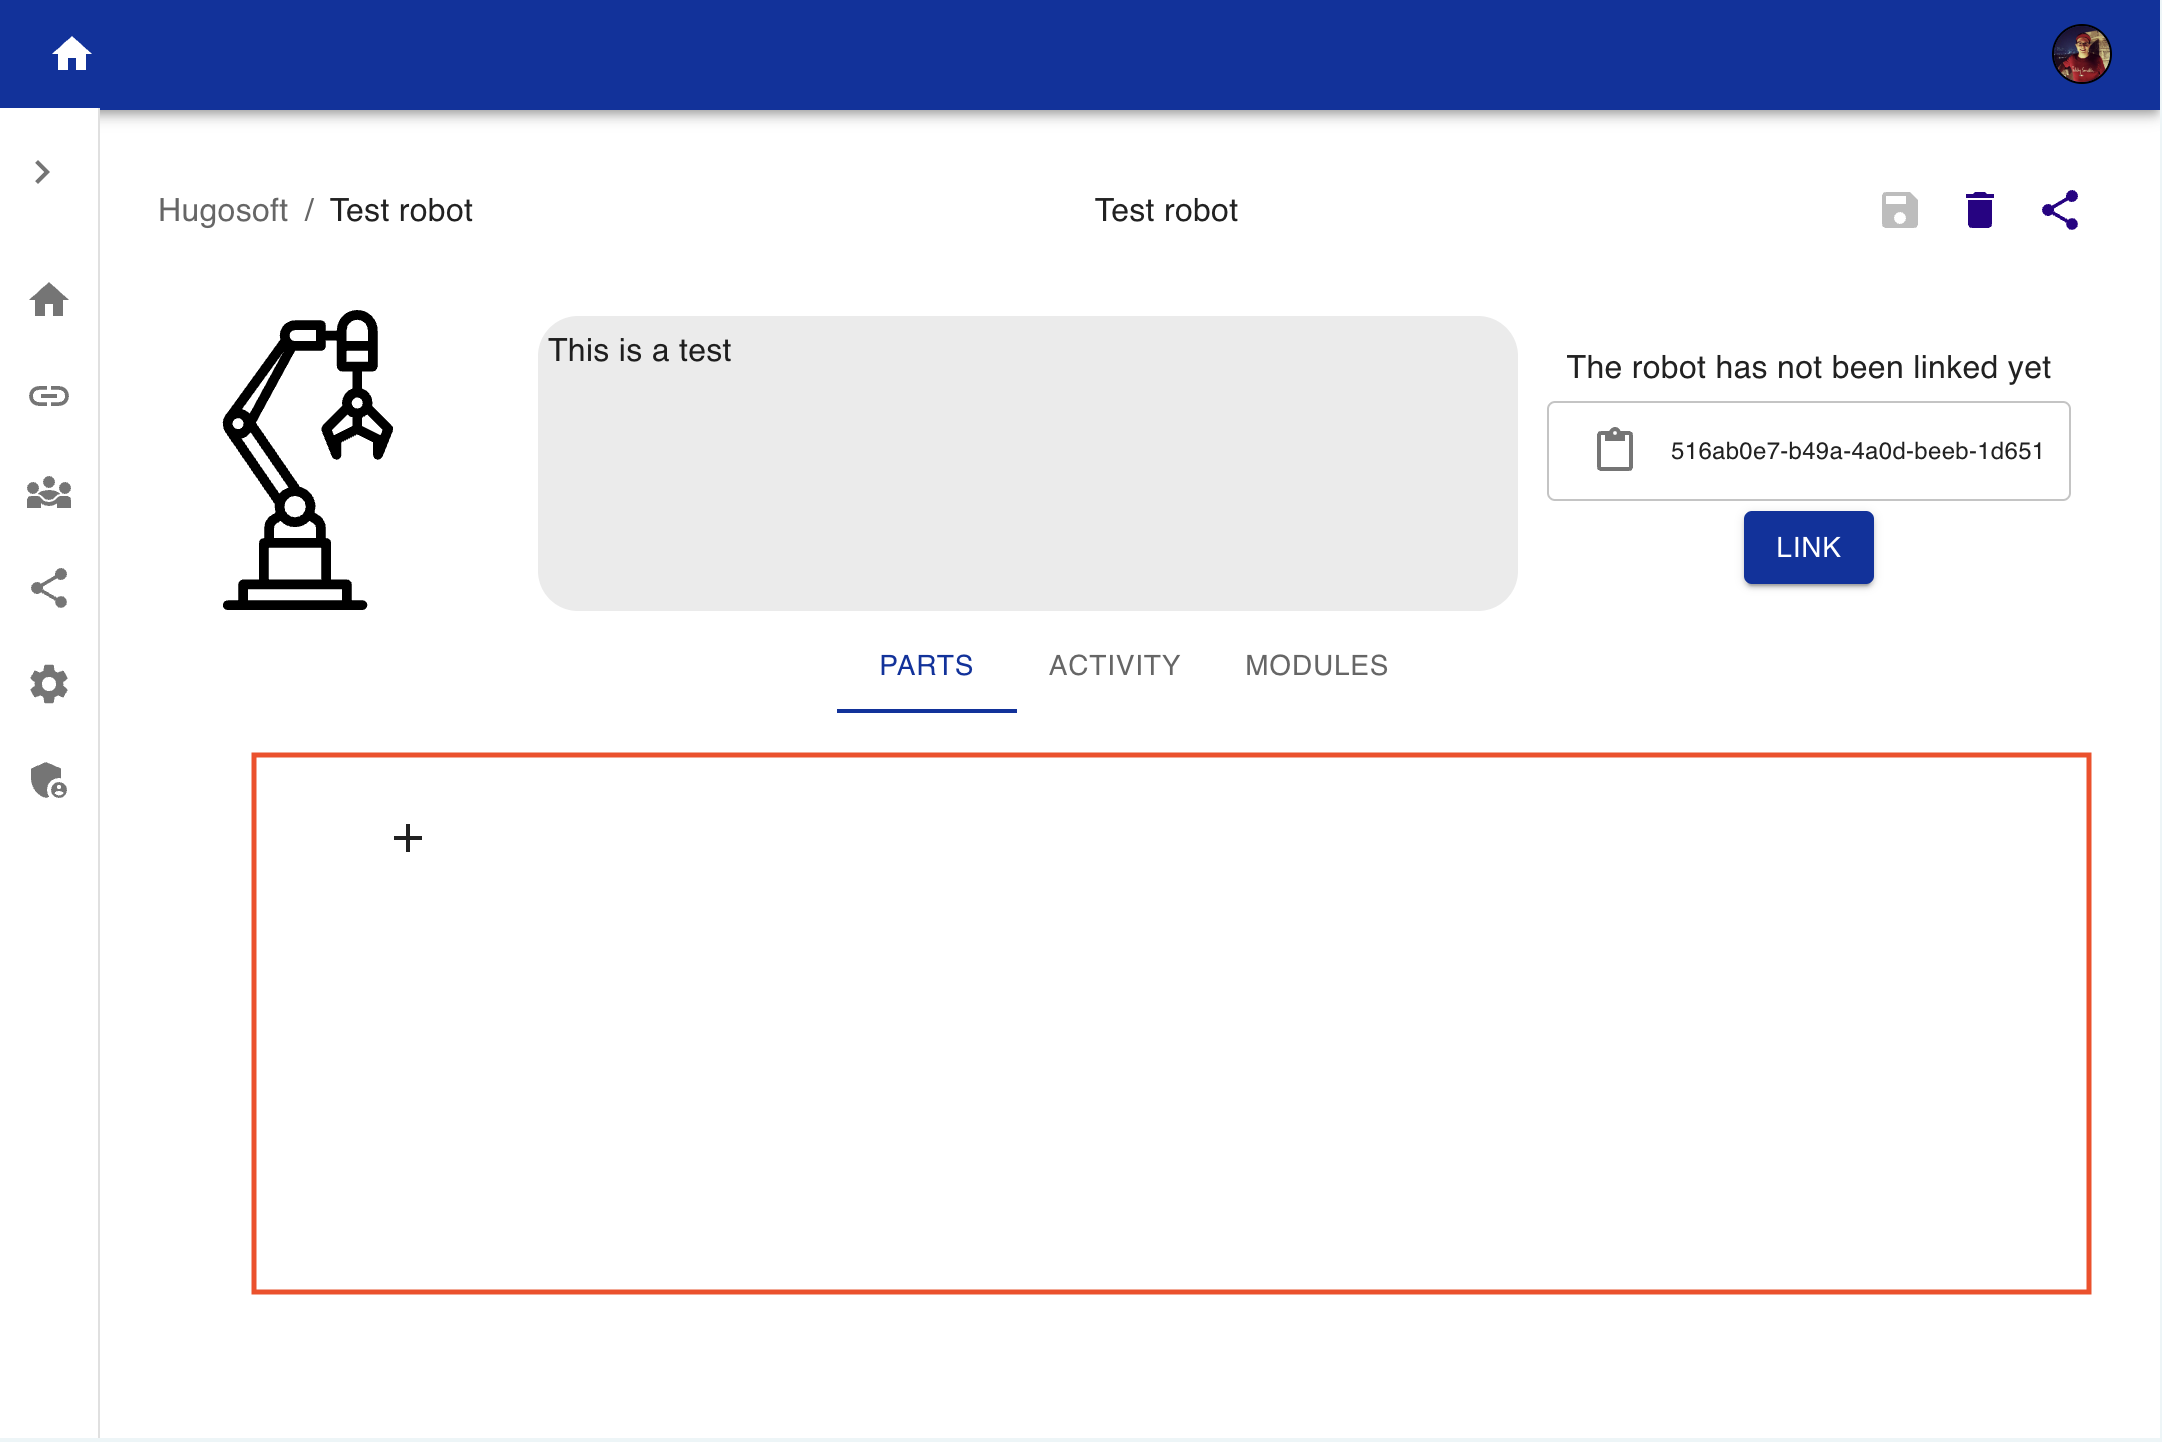 Hugosoft / Test robot
Test robot
This is a test
The robot has not been linked yet
516ab0e7-b49a-4a0d-beeb-1d651
LINK
PARTS
ACTIVITY
MODULES